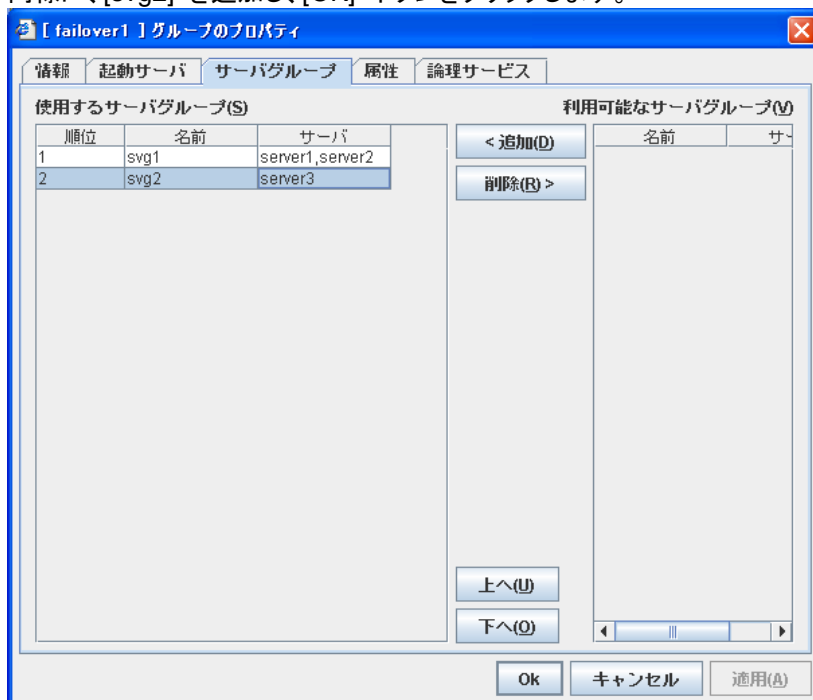 [ failover1 ] グループのプロパティ
情報 起動サーバ サーバグループ 属性 論理サービス
使用するサーバグループ(S) 利用可能なサーバグループ(V)
順位 名前 サーバ
1 svg1 server1,server2
2 svg2 server3
< 追加(D)
削除(R) >
名前 サー
上へ(U)
下へ(O)
Ok キャンセル 適用(A)